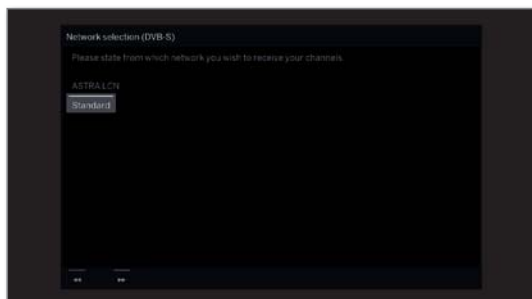 Network selection (DVB-S)
Please state from which network you wish to receive your channels
ASTRA LCN
Standard